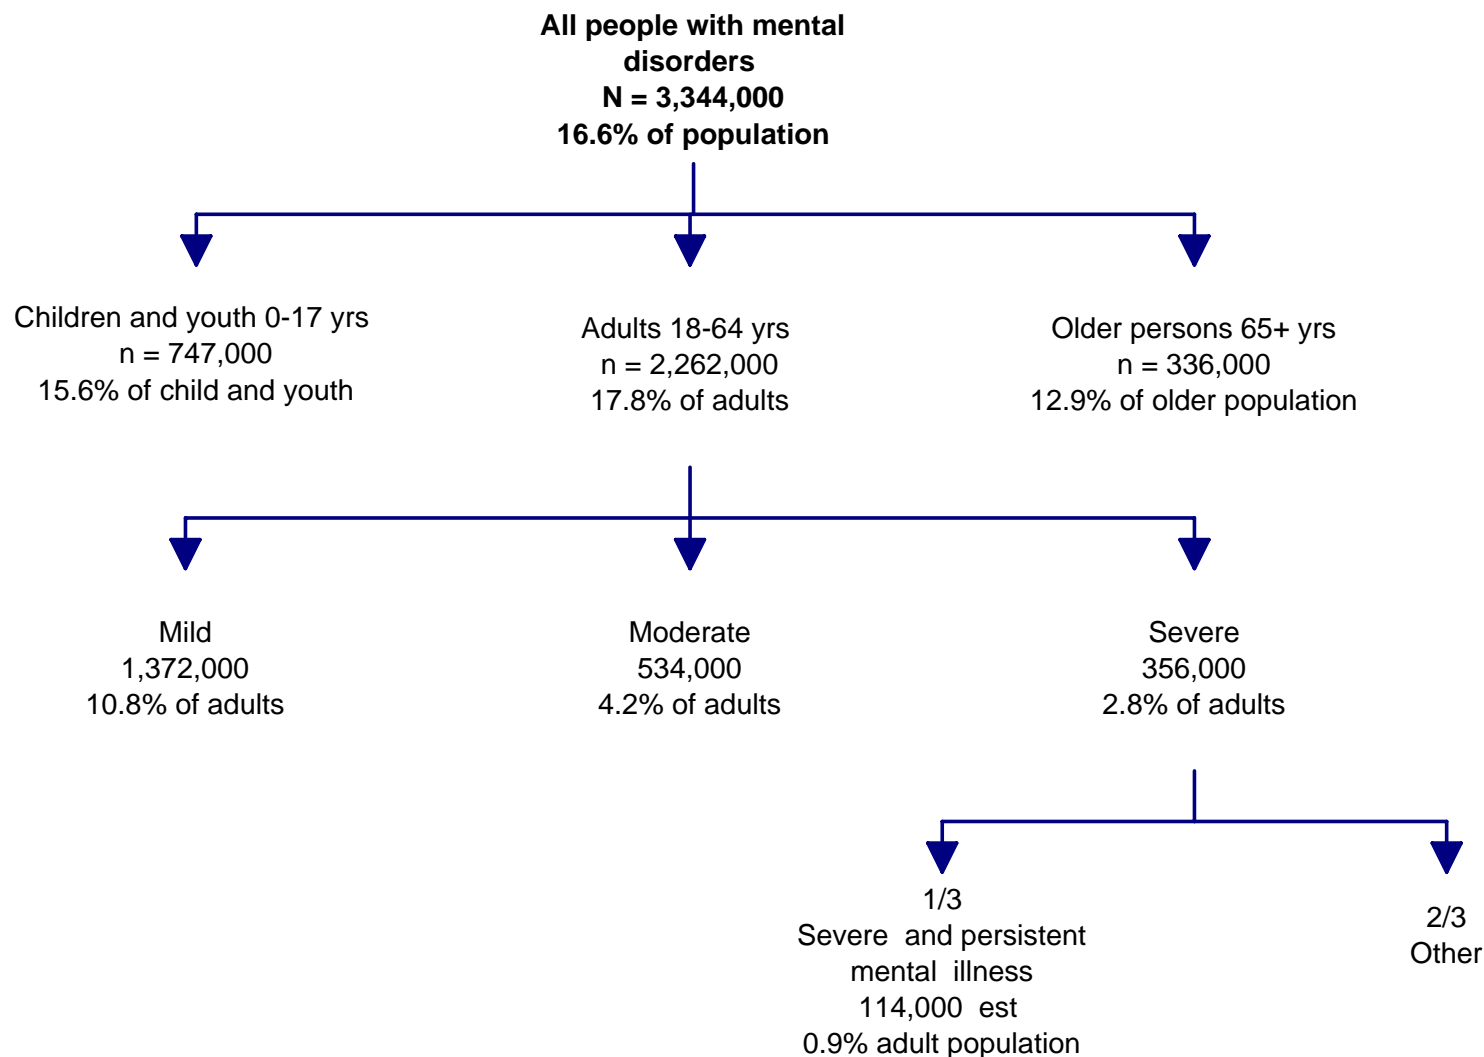 All people with mental
disorders
N = 3,344,000
16.6% of population
Children and youth 0-17 yrs
n = 747,000
15.6% of child and youth
Adults 18-64 yrs
n = 2,262,000
17.8% of adults
Older persons 65+ yrs
n = 336,000
12.9% of older population
Mild
1,372,000
10.8% of adults
Moderate
534,000
4.2% of adults
Severe
356,000
2.8% of adults
1/3
Severe and persistent
mental illness
114,000 est
0.9% adult population
2/3
Other